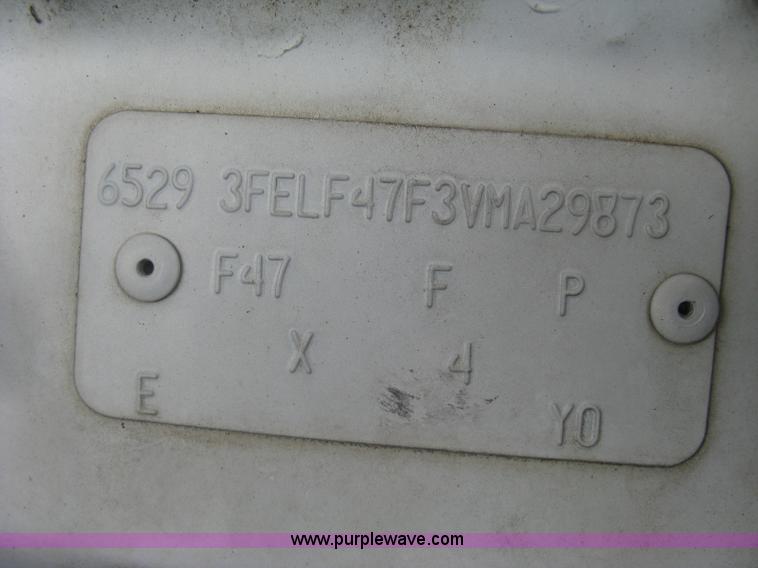 6529 3FELF47F3VMA29873
F47 F P
X 4
E YO
www.purplewave.com